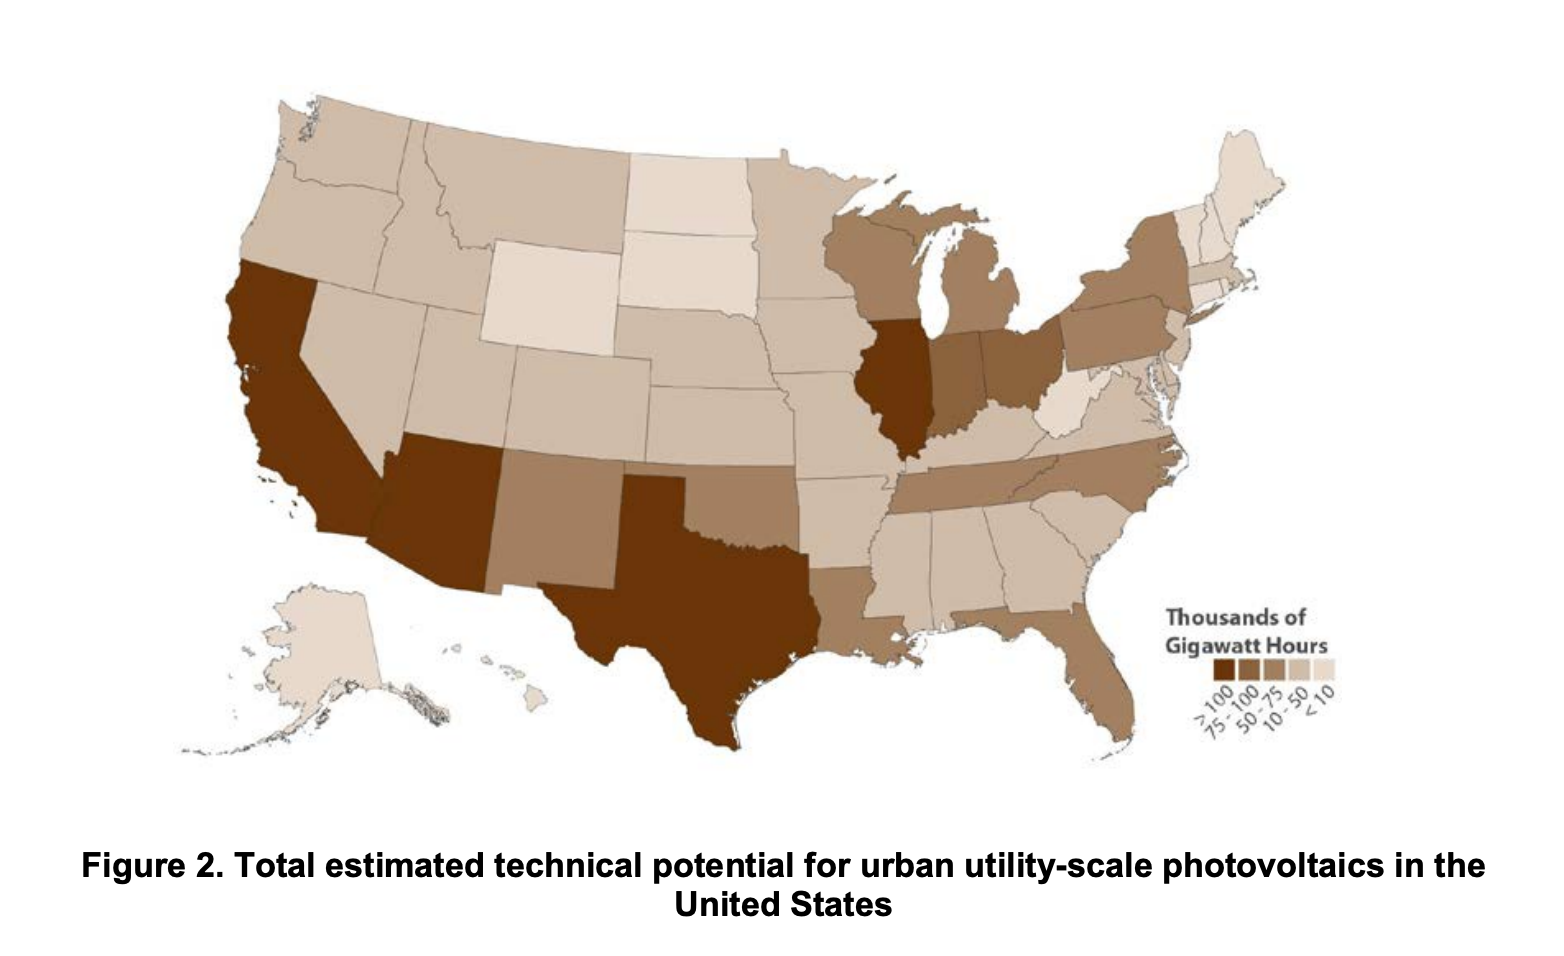 Thousands of
Gigawatt Hours
> 100
75 - 100
50 - 75
10 - 50
< 10
Figure 2. Total estimated technical potential for urban utility-scale photovoltaics in the
United States